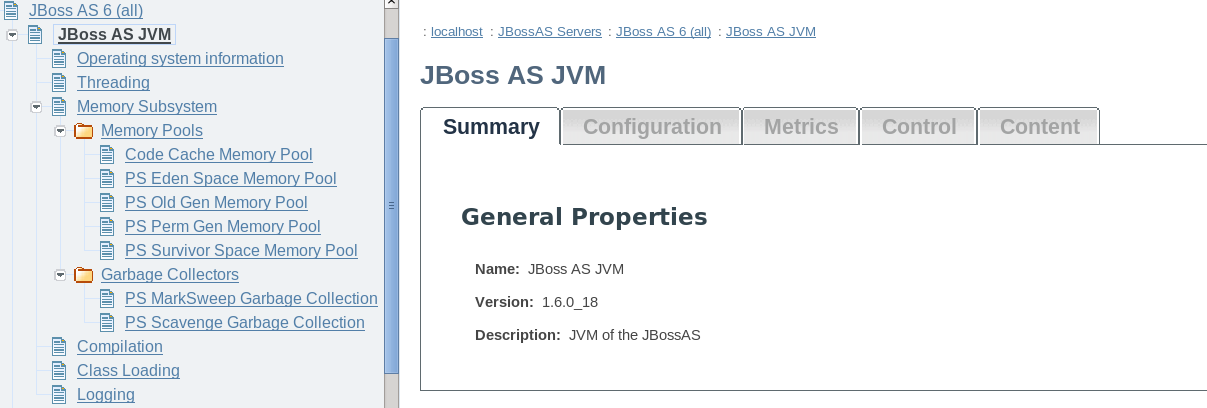 JBoss AS 6 (all)
JBoss AS JVM
Operating system information
Threading
Memory Subsystem
Memory Pools
Code Cache Memory Pool
PS Eden Space Memory Pool
PS Old Gen Memory Pool
PS Perm Gen Memory Pool
PS Survivor Space Memory Pool
Garbage Collectors
PS MarkSweep Garbage Collection
PS Scavenge Garbage Collection
Compilation
Class Loading
Logging
: localhost : JBossAS Servers : JBoss AS 6 (all) : JBoss AS JVM
JBoss AS JVM
Summary Configuration Metrics Control Content
General Properties
Name: JBoss AS JVM
Version: 1.6.0_18
Description: JVM of the JBossAS